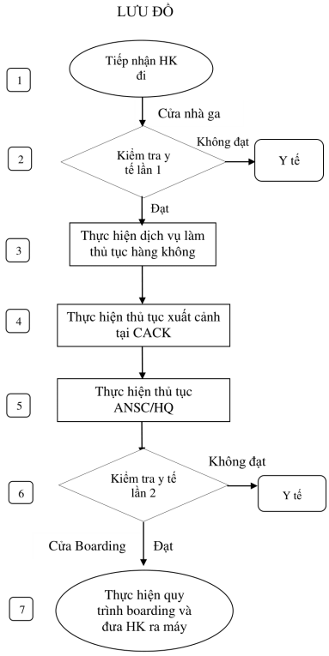 LƯU ĐỒ
1
Tiếp nhận HK
đi
Cửa nhà ga
2
Kiểm tra y
tế lần 1
Không đạt
Y tế
Đạt
3
Thực hiện dịch vụ làm
thủ tục hàng không
4
Thực hiện thủ tục xuất cảnh
tại CACK
5
Thực hiện thủ tục
ANSC/HQ
6
Kiểm tra y tế
lần 2
Không đạt
Y tế
Cửa Boarding
Đạt
7
Thực hiện quy
trình boarding và
đưa HK ra máy